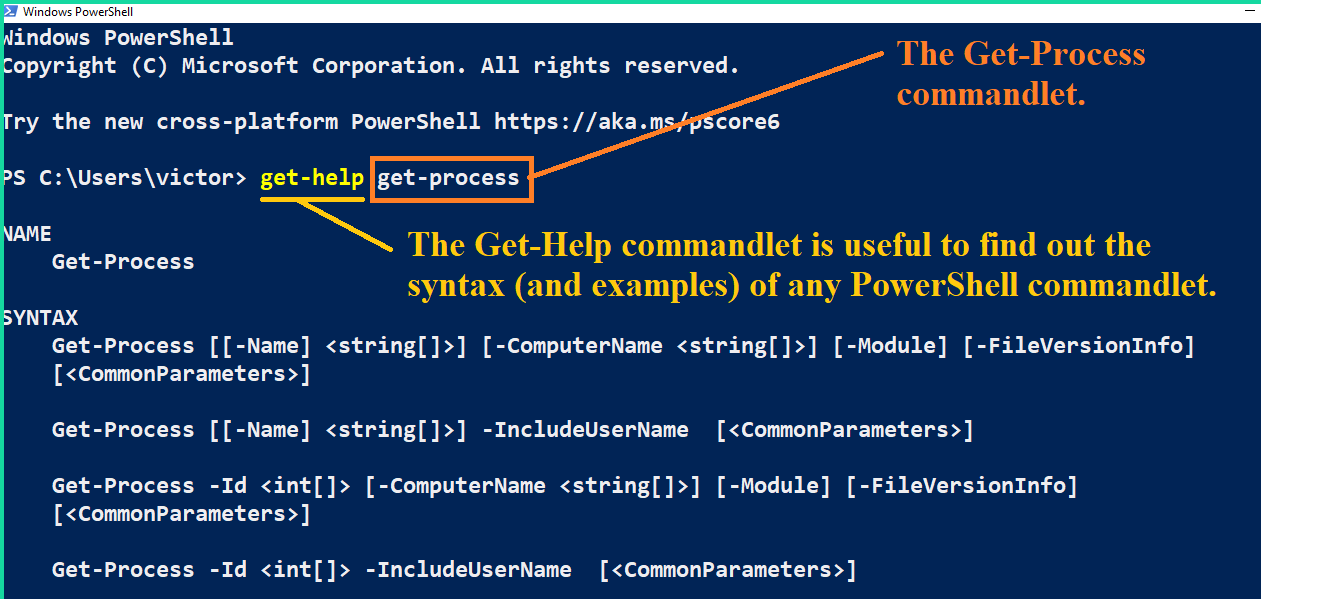 Windows PowerShell
Windows PowerShell
Copyright (C) Microsoft Corporation. All rights reserved.
The Get-Process
commandlet.
Try the new cross-platform PowerShell https://aka.ms/pscore6
PS C:\Users\victor> get-help get-process
The Get-Help commandlet is useful to find out the
syntax (and examples) of any PowerShell commandlet.
NAME
Get-Process
SYNTAX
Get-Process [[-Name] <string[]>] [-ComputerName <string[]>] [-Module] [-FileVersionInfo]
[<CommonParameters>]
Get-Process [[-Name] <string[]>] -IncludeUserName  [<CommonParameters>]
Get-Process -Id <int[]> [-ComputerName <string[]>] [-Module] [-FileVersionInfo]
[<CommonParameters>]
Get-Process -Id <int[]> -IncludeUserName  [<CommonParameters>]